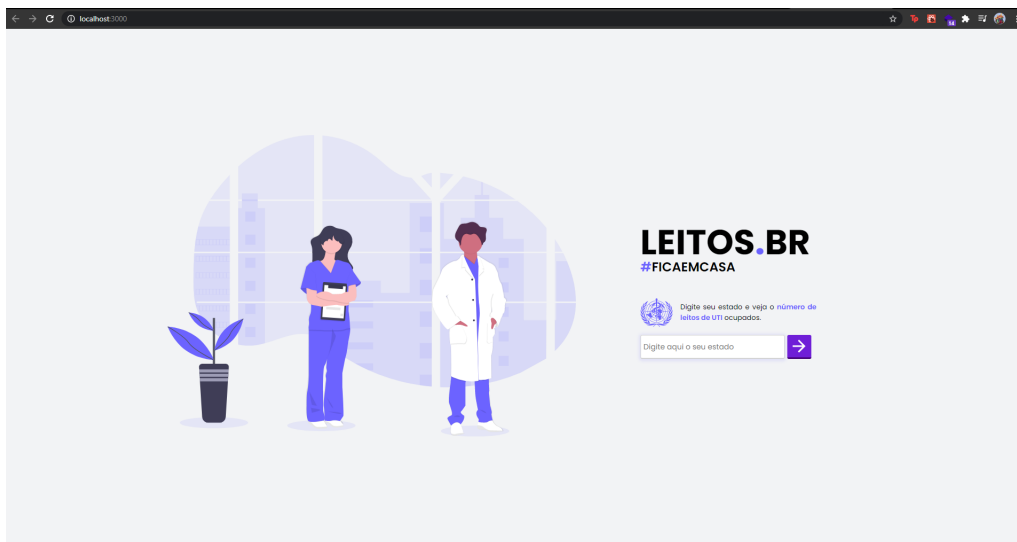 localhost:3000
54
LEITOS.BR
#FICAEMCASA
Digite seu estado e veja o número de
leitos de UTI ocupados.
Digite aqui o seu estado